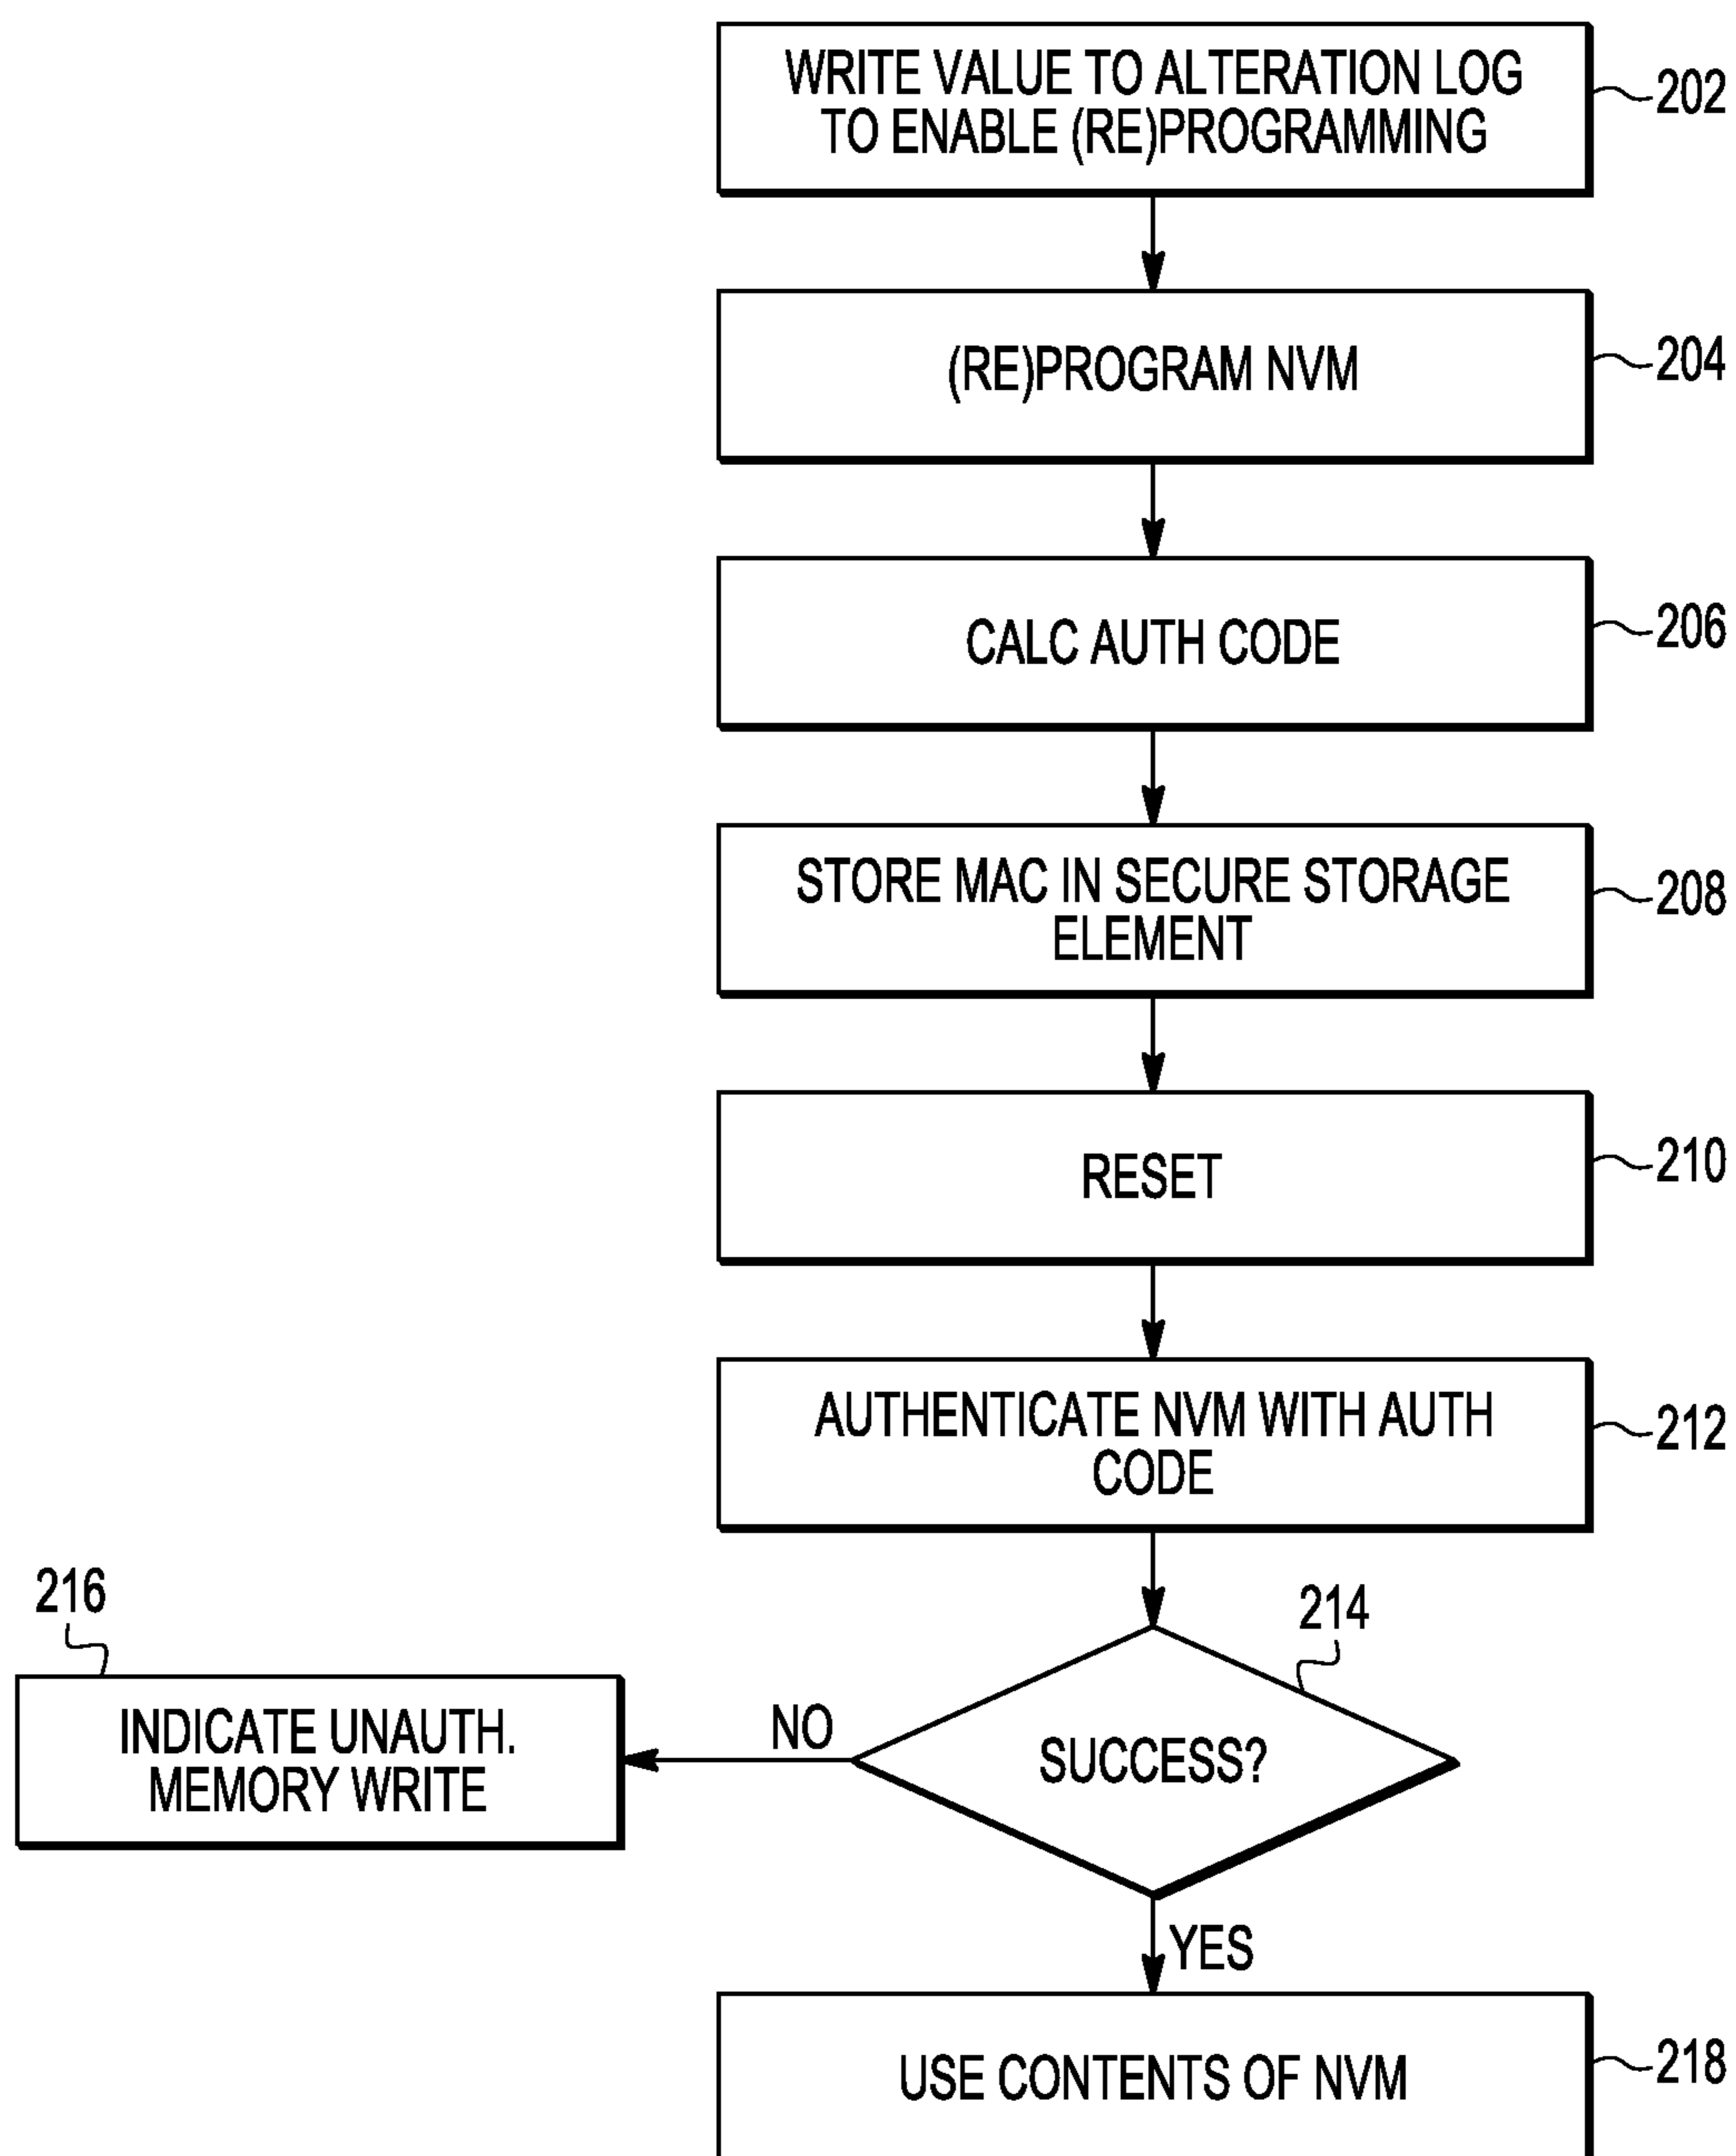 WRITE VALUE TO ALTERATION LOG
TO ENABLE (RE)PROGRAMMING
202
(RE)PROGRAM NVM
204
CALC AUTH CODE
206
STORE MAC IN SECURE STORAGE
ELEMENT
208
RESET
210
AUTHENTICATE NVM WITH AUTH
CODE
212
216
214
INDICATE UNAUTH.
MEMORY WRITE
NO
SUCCESS?
YES
USE CONTENTS OF NVM
218